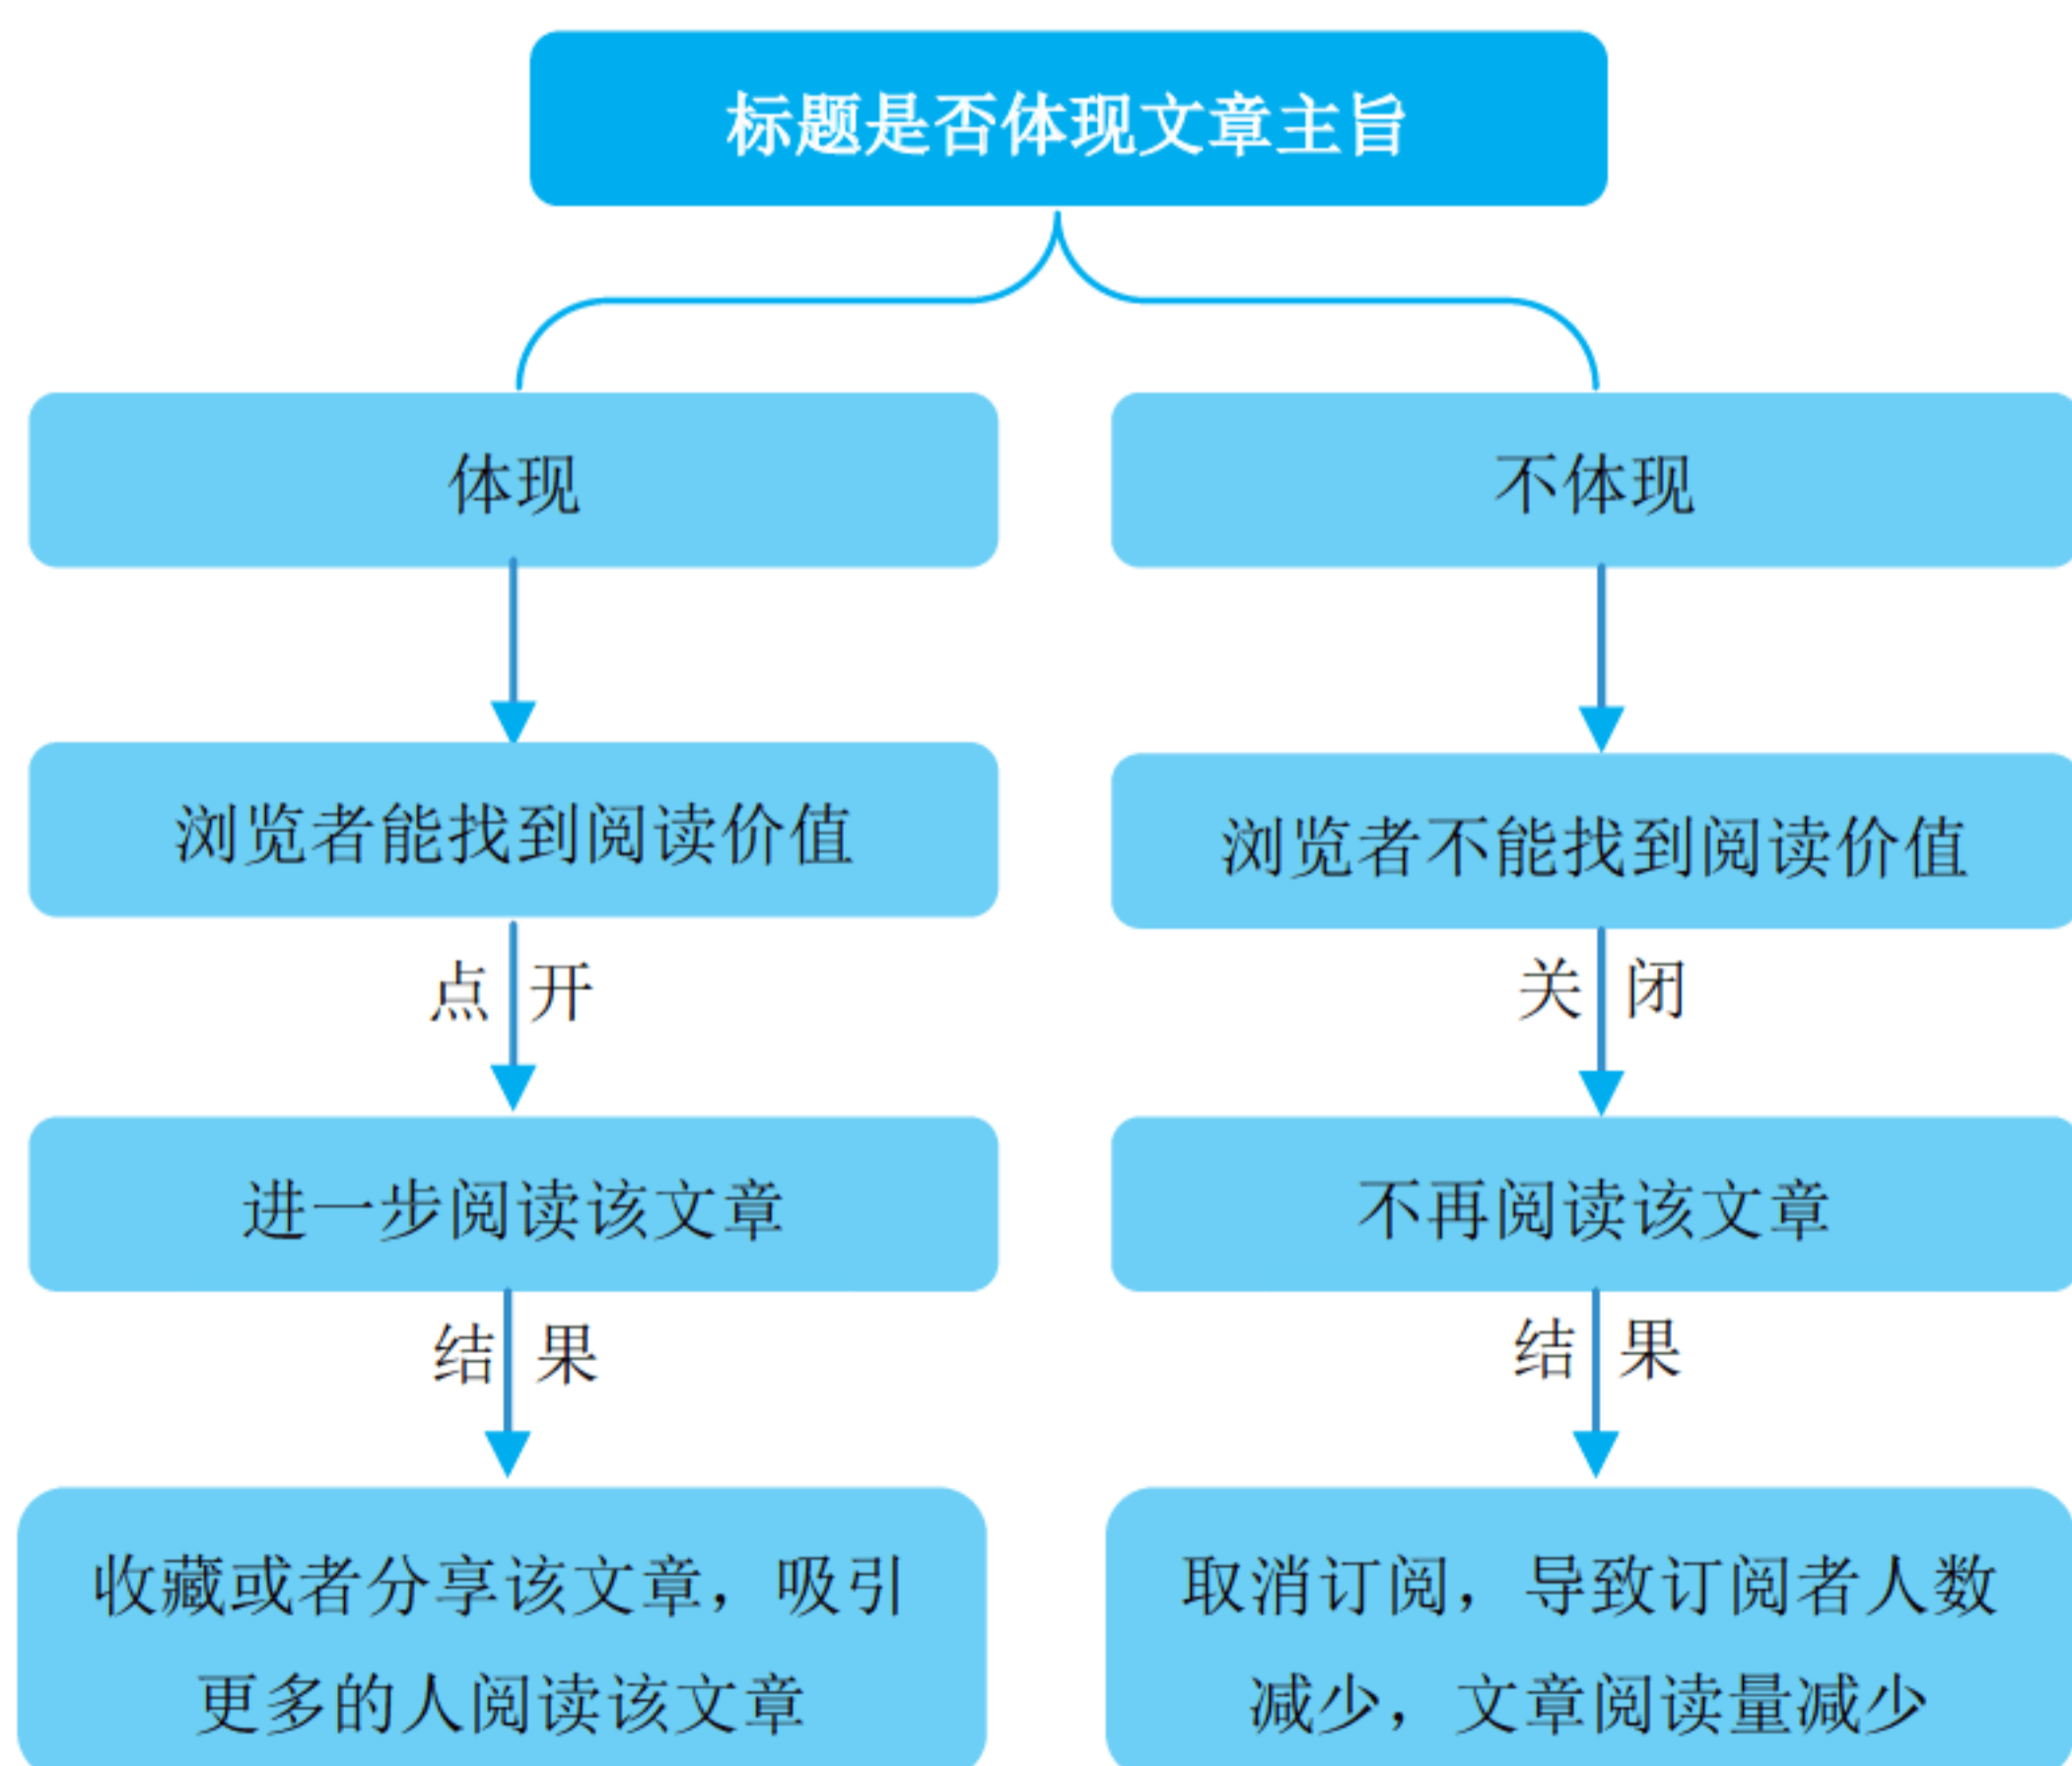 标题是否体现文章主旨
体现
不体现
浏览者能找到阅读价值
浏览者不能找到阅读价值
点 开
关 闭
进一步阅读该文章
不再阅读该文章
结 果
结 果
收藏或者分享该文章，吸引
更多的人阅读该文章
取消订阅，导致订阅者人数
减少，文章阅读量减少